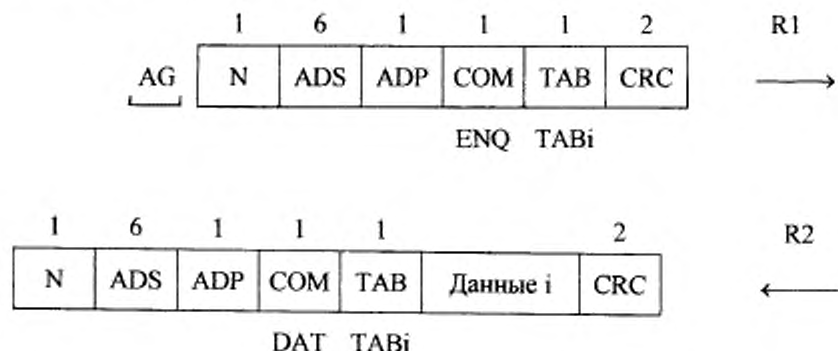 1 6 1 1 1 2 R1
AG N ADS ADP COM TAB CRC
ENQ TABi
1 6 1 1 1 2 R2
N ADS ADP COM TAB Данные i CRC
DAT TABi